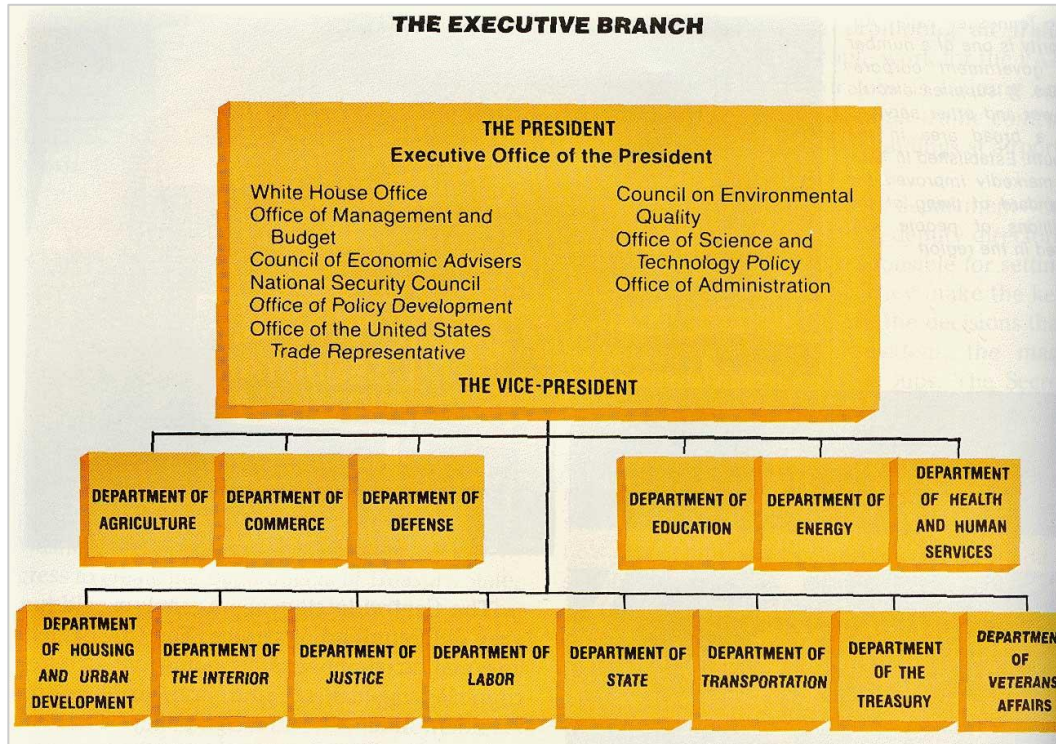 THE EXECUTIVE BRANCH
THE PRESIDENT
Executive Office of the President
White House Office
Office of Management and
Budget
Council of Economic Advisers
National Security Council
Office of Policy Development
Office of the United States
Trade Representative
Council on Environmental
Quality
Office of Science and
Technology Policy
Office of Administration
THE VICE-PRESIDENT
DEPARTMENT OF
AGRICULTURE
DEPARTMENT OF
COMMERCE
DEPARTMENT OF
DEFENSE
DEPARTMENT OF
EDUCATION
DEPARTMENT OF
ENERGY
DEPARTMENT
OF HEALTH
AND HUMAN
SERVICES
DEPARTMENT
OF HOUSING
AND URBAN
DEVELOPMENT
DEPARTMENT OF
THE INTERIOR
DEPARTMENT OF
JUSTICE
DEPARTMENT OF
LABOR
DEPARTMENT OF
STATE
DEPARTMENT OF
TRANSPORTATION
DEPARTMENT
OF THE
TREASURY
DEPARTMEN
OF
VETERANS
AFFAIRS